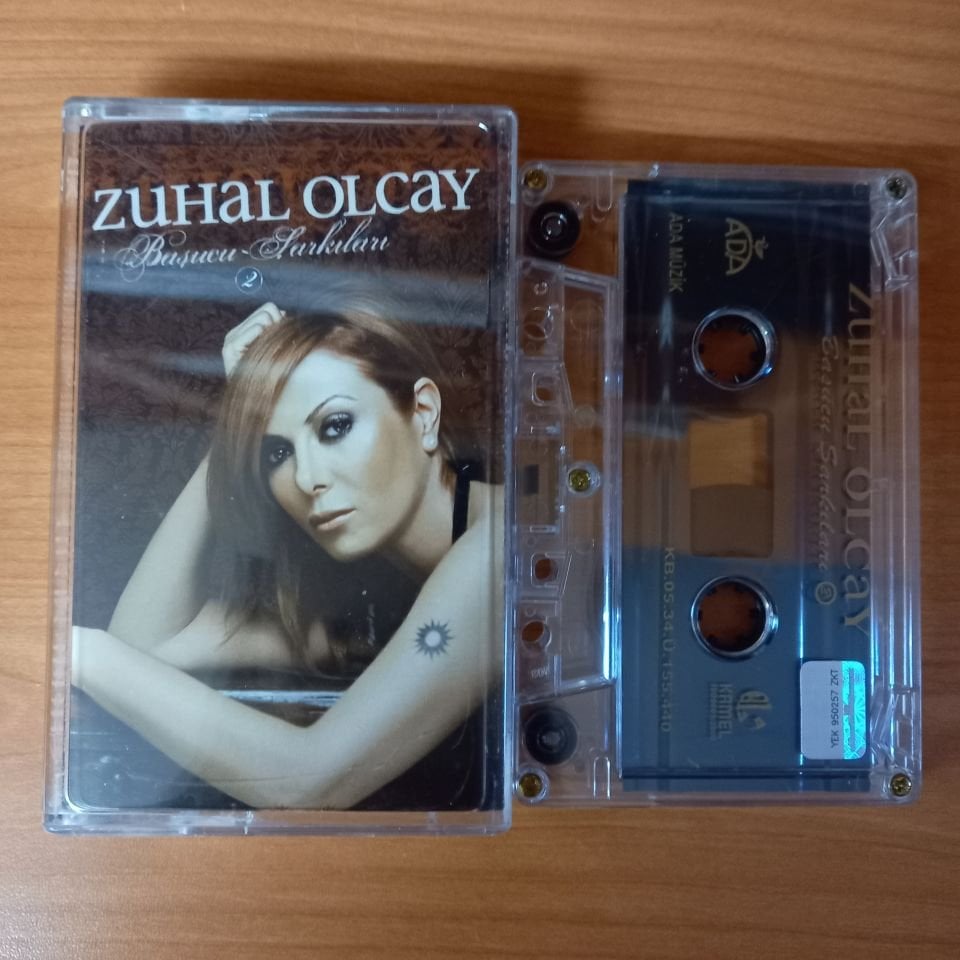 ZUHAL OLCAY
Başucu Şarkıları
2
ADA
ADA MÜZİK
ZUHAL OLCAY
Başucu Şarkıları 2
KB.05.34.Ü-155.440
KAMEL
YEK 950257 ZKT